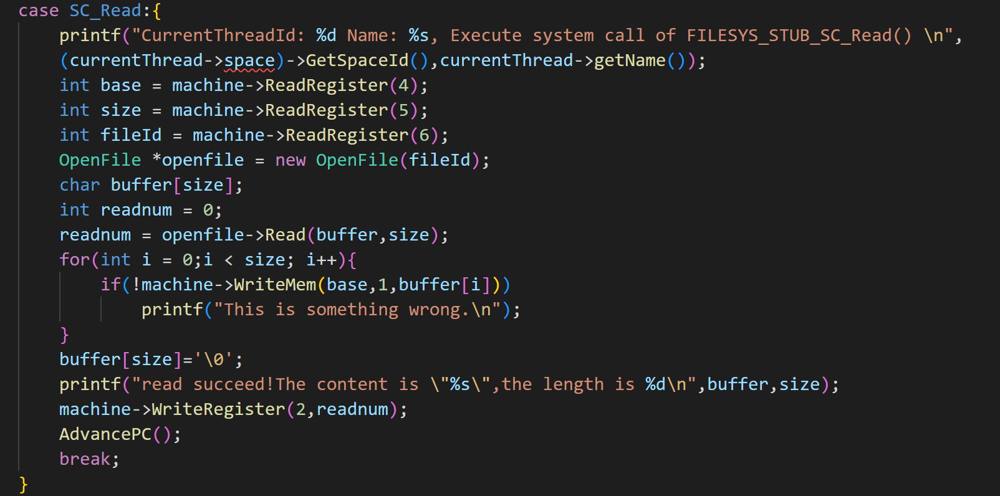 case SC_Read:{
printf("CurrentThreadId: %d Name: %s, Execute system call of FILESYS_STUB_SC_Read() \n",
(currentThread->space)->GetSpaceId(),currentThread->getName());
int base = machine->ReadRegister(4);
int size = machine->ReadRegister(5);
int fileId = machine->ReadRegister(6);
OpenFile *openfile = new OpenFile(fileId);
char buffer[size];
int readnum = 0;
readnum = openfile->Read(buffer,size);
for(int i = 0;i < size; i++){
if(!machine->WriteMem(base,1,buffer[i]))
printf("This is something wrong.\n");
}
buffer[size]='\0';
printf("read succeed!The content is \"%s\",the length is %d\n",buffer,size);
machine->WriteRegister(2,readnum);
AdvancePC();
break;
}